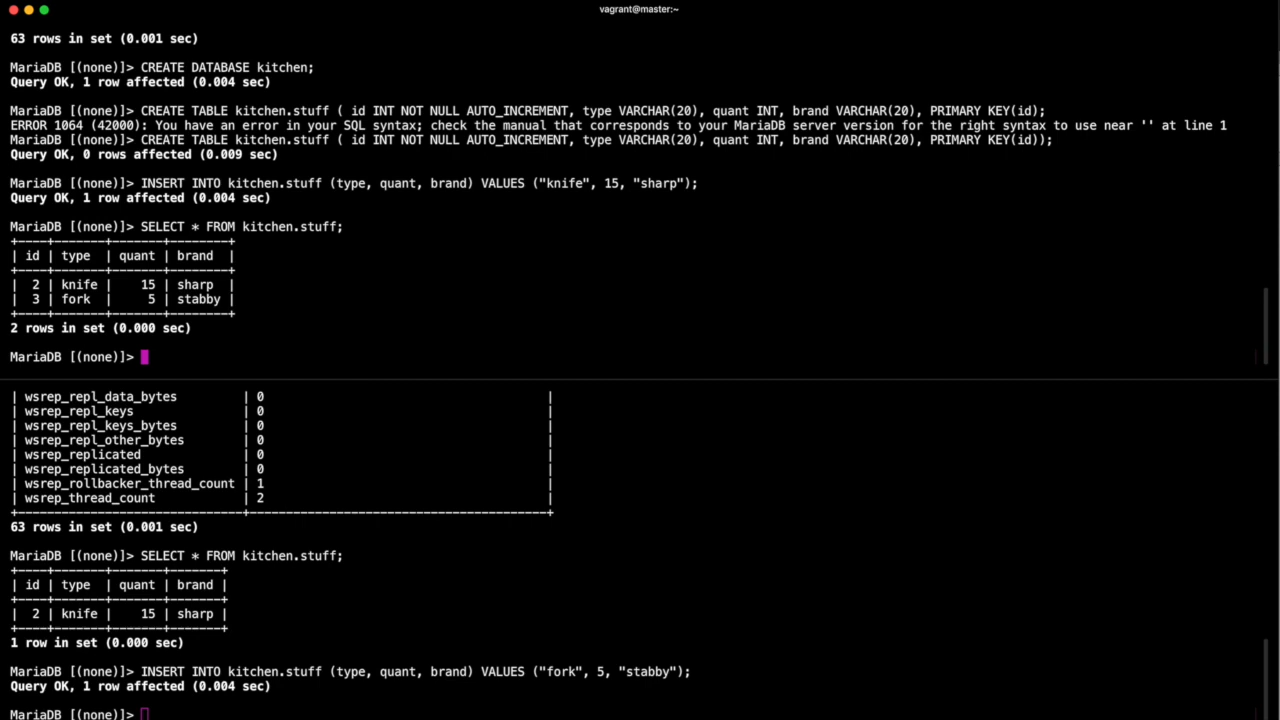 vagrant@master:~
63 rows in set (0.001 sec)
MariaDB [(none)]> CREATE DATABASE kitchen;
Query OK, 1 row affected (0.004 sec)
MariaDB [(none)]> CREATE TABLE kitchen.stuff ( id INT NOT NULL AUTO_INCREMENT, type VARCHAR(20), quant INT, brand VARCHAR(20), PRIMARY KEY(id);
ERROR 1064 (42000): You have an error in your SQL syntax; check the manual that corresponds to your MariaDB server version for the right syntax to use near '' at line 1
MariaDB [(none)]> CREATE TABLE kitchen.stuff ( id INT NOT NULL AUTO_INCREMENT, type VARCHAR(20), quant INT, brand VARCHAR(20), PRIMARY KEY(id));
Query OK, 0 rows affected (0.009 sec)
MariaDB [(none)]> INSERT INTO kitchen.stuff (type, quant, brand) VALUES ("knife", 15, "sharp");
Query OK, 1 row affected (0.004 sec)
MariaDB [(none)]> SELECT * FROM kitchen.stuff;
+----+-------+-------+--------+
| id | type  | quant | brand  |
+----+-------+-------+--------+
|  2 | knife |    15 | sharp  |
|  3 | fork  |     5 | stabby |
+----+-------+-------+--------+
2 rows in set (0.000 sec)
MariaDB [(none)]>
| wsrep_repl_data_bytes         | 0                                       |
| wsrep_repl_keys               | 0                                       |
| wsrep_repl_keys_bytes         | 0                                       |
| wsrep_repl_other_bytes        | 0                                       |
| wsrep_replicated              | 0                                       |
| wsrep_replicated_bytes        | 0                                       |
| wsrep_rollbacker_thread_count | 1                                       |
| wsrep_thread_count            | 2                                       |
+-------------------------------+-----------------------------------------+
63 rows in set (0.001 sec)
MariaDB [(none)]> SELECT * FROM kitchen.stuff;
+----+-------+-------+-------+
| id | type  | quant | brand |
+----+-------+-------+-------+
|  2 | knife |    15 | sharp |
+----+-------+-------+-------+
1 row in set (0.000 sec)
MariaDB [(none)]> INSERT INTO kitchen.stuff (type, quant, brand) VALUES ("fork", 5, "stabby");
Query OK, 1 row affected (0.004 sec)
MariaDB [(none)]>